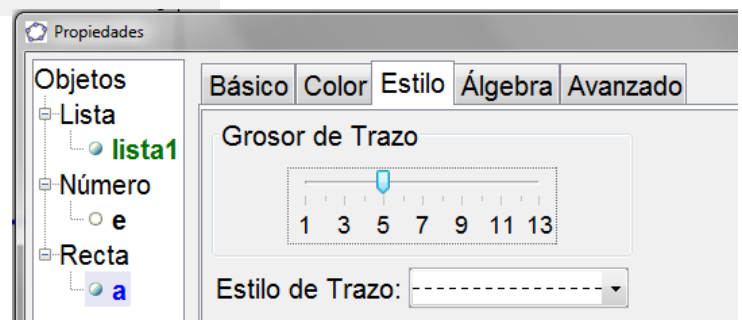 Propiedades
Objetos
Lista
lista1
Número
e
Recta
a
Básico Color Estilo Álgebra Avanzado
Grosor de Trazo
1 3 5 7 9 11 13
Estilo de Trazo: